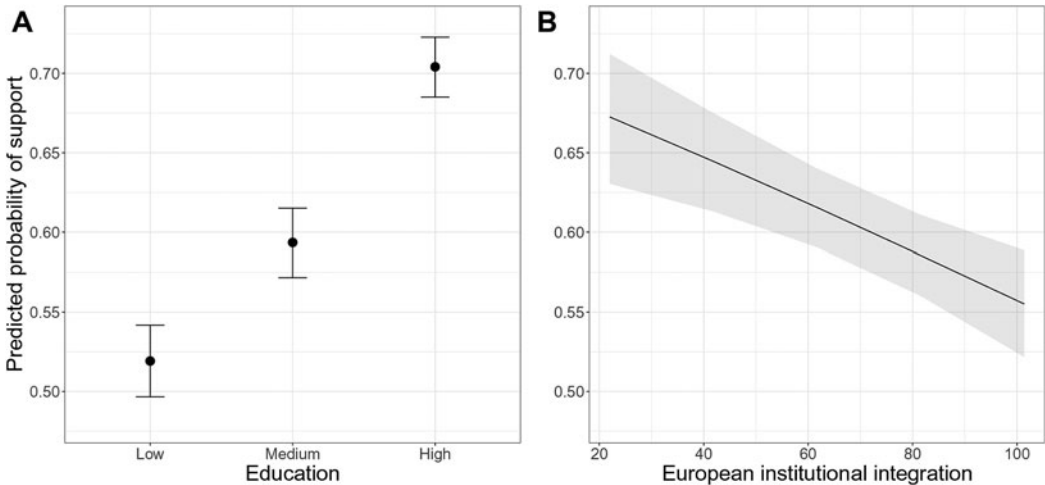 A
Predicted probability of support
0.70
0.65
0.60
0.55
0.50
Low Medium High
Education
B
0.70
0.65
0.60
0.55
0.50
20 40 60 80 100
European institutional integration